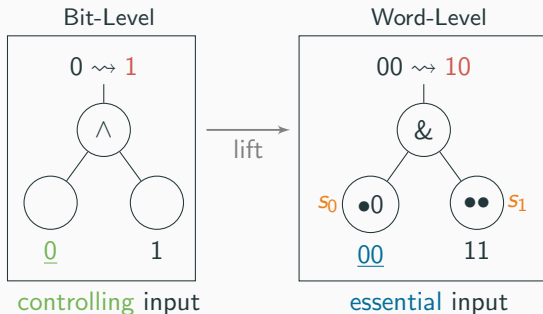 Bit-Level
0 ⇝ 1
∧
0
1
controlling input
lift
Word-Level
00 ⇝ 10
&
s0
•0
••
s1
00
11
essential input